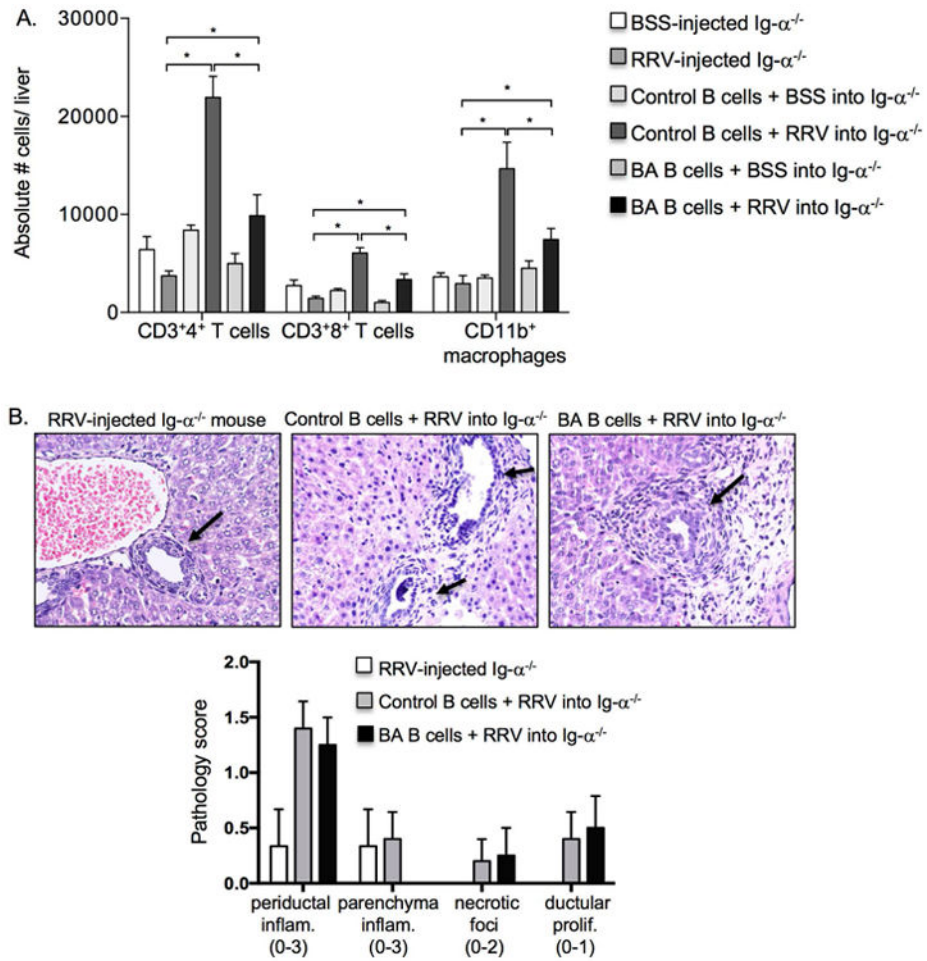 A.
30000
20000
10000
0
Absolute # cells/ liver
* * *
* * *
* * *
CD3⁺4⁺ T cells
CD3⁺8⁺ T cells
CD11b⁺
macrophages
BSS-injected Ig-α⁻/⁻
RRV-injected Ig-α⁻/⁻
Control B cells + BSS into Ig-α⁻/⁻
Control B cells + RRV into Ig-α⁻/⁻
BA B cells + BSS into Ig-α⁻/⁻
BA B cells + RRV into Ig-α⁻/⁻
B.
RRV-injected Ig-α⁻/⁻ mouse
Control B cells + RRV into Ig-α⁻/⁻
BA B cells + RRV into Ig-α⁻/⁻
2.0
1.5
1.0
0.5
0.0
Pathology score
RRV-injected Ig-α⁻/⁻
Control B cells + RRV into Ig-α⁻/⁻
BA B cells + RRV into Ig-α⁻/⁻
periductal
inflam.
(0-3)
parenchyma
inflam.
(0-3)
necrotic
foci
(0-2)
ductular
prolif.
(0-1)